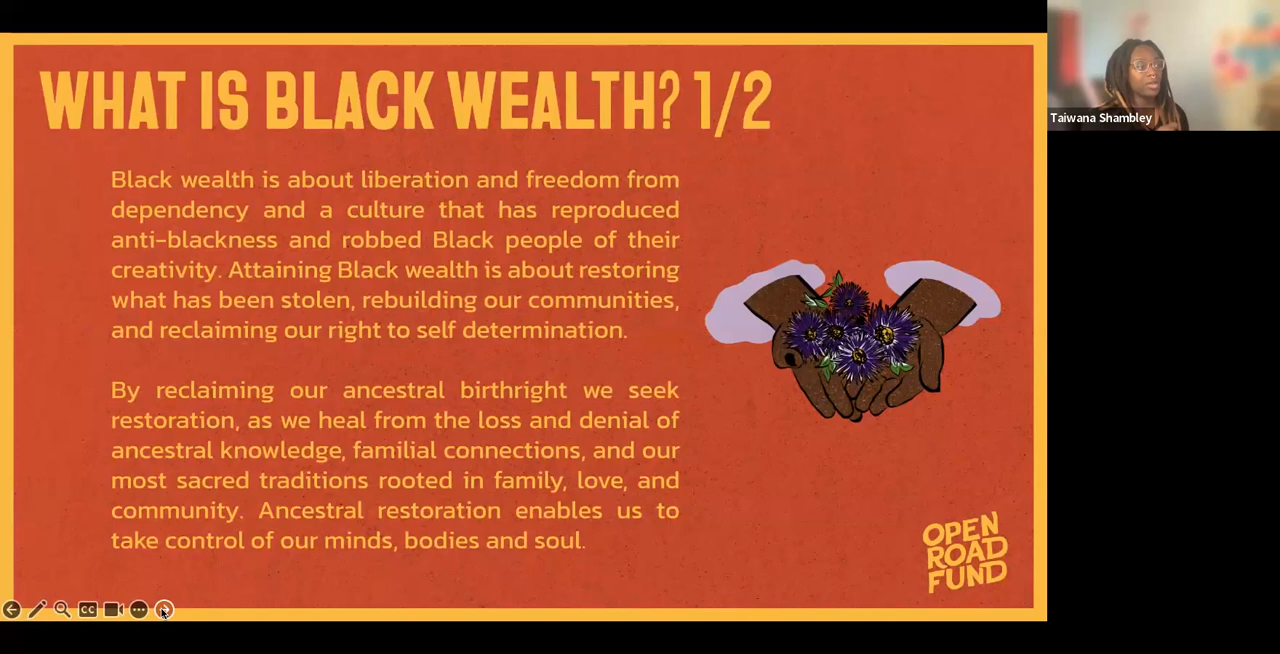 WHAT IS BLACK WEALTH? 1/2
Taiwana Shambley
Black wealth is about liberation and freedom from
dependency and a culture that has reproduced
anti-blackness and robbed Black people of their
creativity. Attaining Black wealth is about restoring
what has been stolen, rebuilding our communities,
and reclaiming our right to self determination.
By reclaiming our ancestral birthright we seek
restoration, as we heal from the loss and denial of
ancestral knowledge, familial connections, and our
most sacred traditions rooted in family, love, and
community. Ancestral restoration enables us to
take control of our minds, bodies and soul.
OPEN
ROAD
FUND
CC